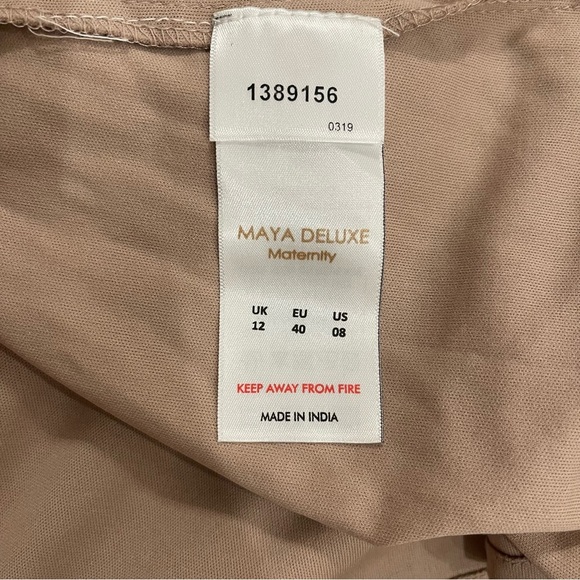 1389156
0319
MAYA DELUXE
Maternity
UK EU US
12 40 08
KEEP AWAY FROM FIRE
MADE IN INDIA